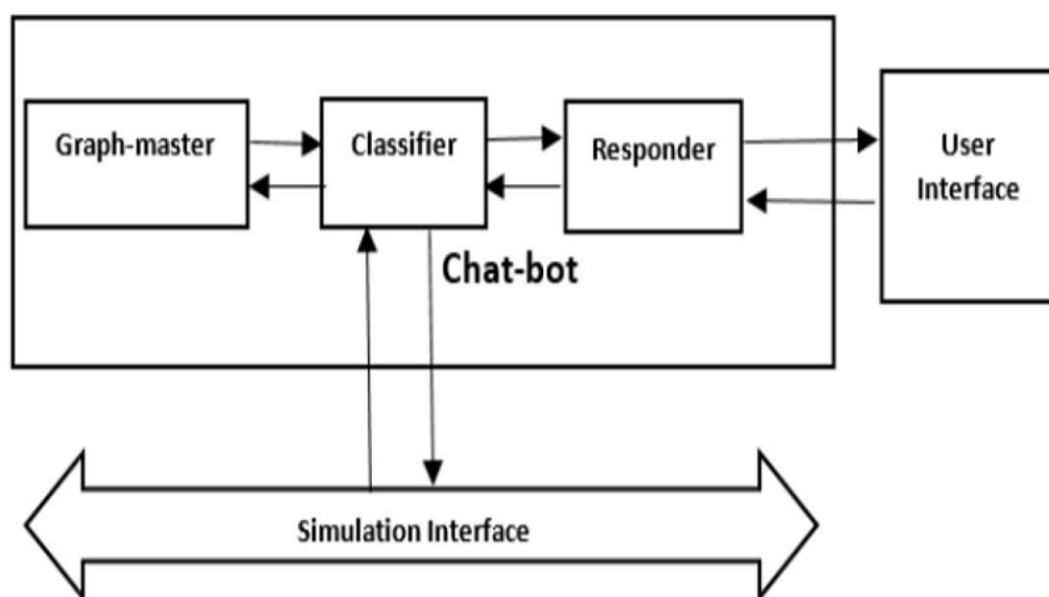 Graph-master
Classifier
Responder
User
Interface
Chat-bot
Simulation Interface